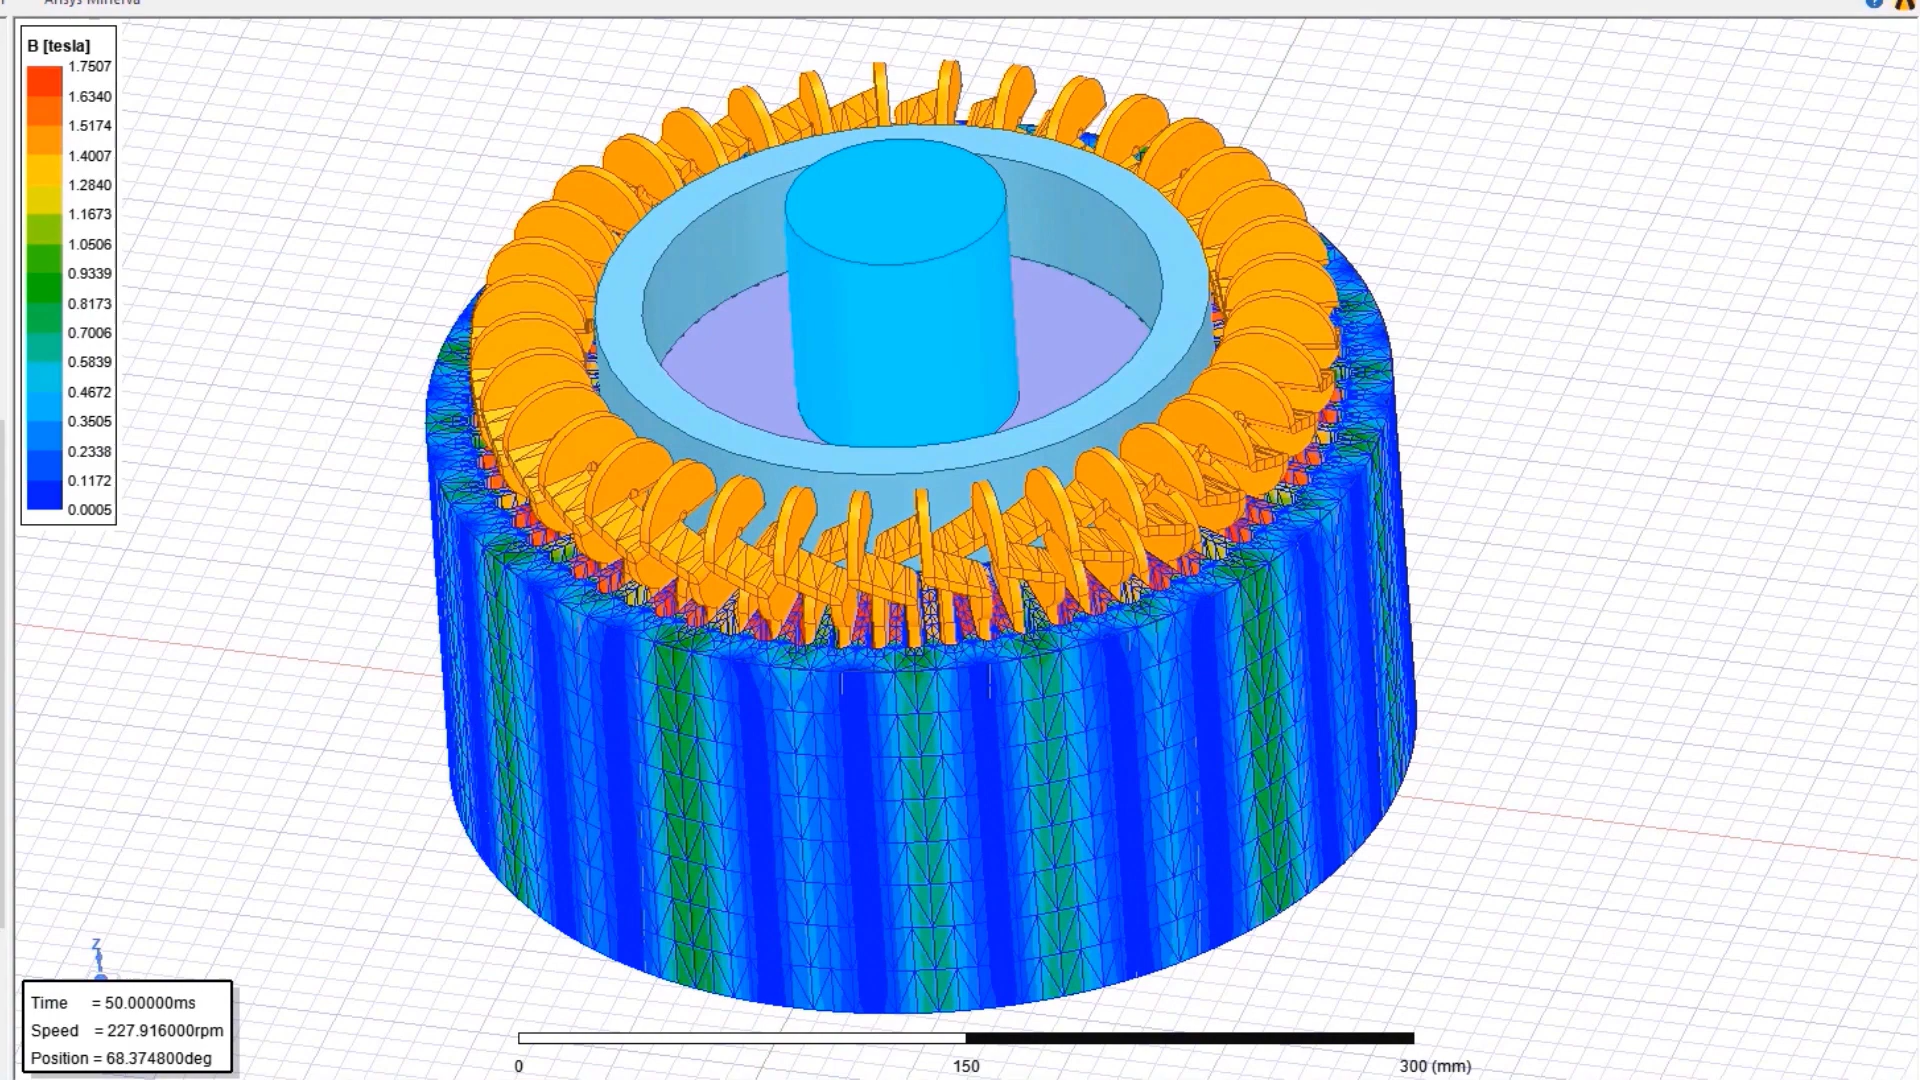 Ansys Minerva
B [tesla]
1.7507
1.6340
1.5174
1.4007
1.2840
1.1673
1.0506
0.9339
0.8173
0.7006
0.5839
0.4672
0.3505
0.2338
0.1172
0.0005
Z
Time = 50.00000ms
Speed = 227.916000rpm
Position = 68.374800deg
0 150 300 (mm)